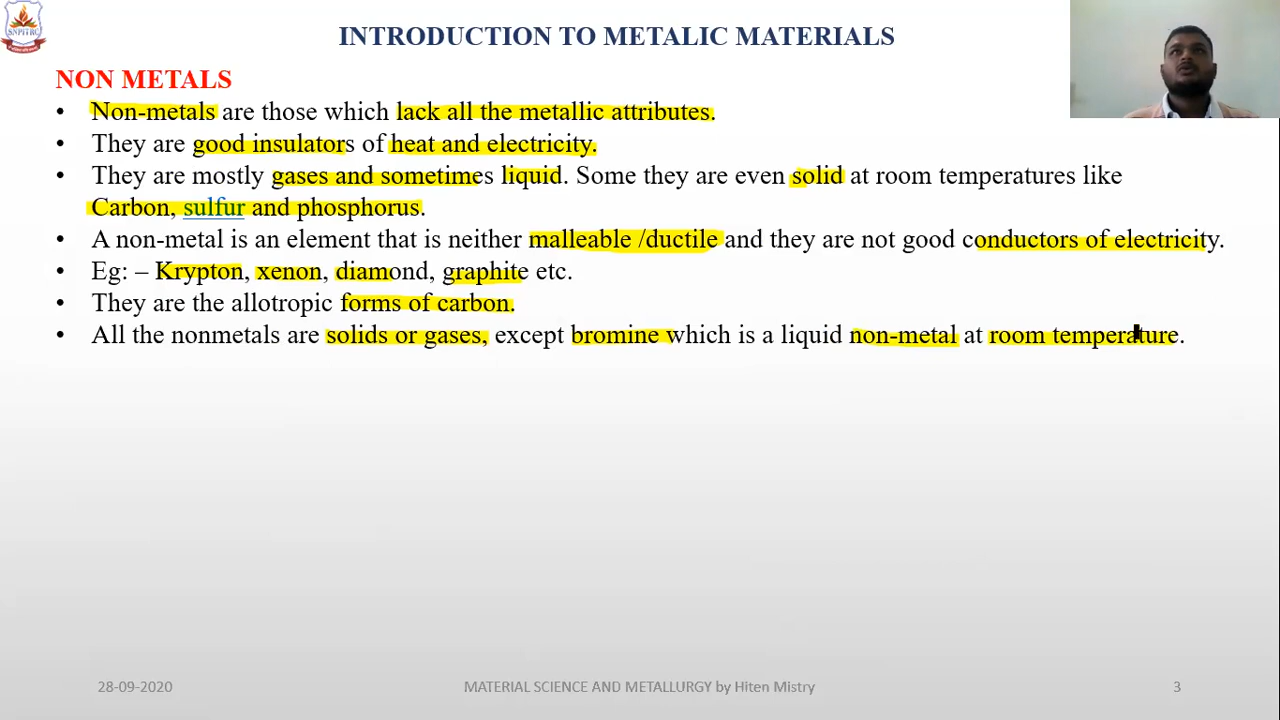 SNPITRC
INTRODUCTION TO METALIC MATERIALS
NON METALS
• Non-metals are those which lack all the metallic attributes.
• They are good insulators of heat and electricity.
• They are mostly gases and sometimes liquid. Some they are even solid at room temperatures like
Carbon, sulfur and phosphorus.
• A non-metal is an element that is neither malleable /ductile and they are not good conductors of electricity.
• Eg: – Krypton, xenon, diamond, graphite etc.
• They are the allotropic forms of carbon.
• All the nonmetals are solids or gases, except bromine which is a liquid non-metal at room temperature.
28-09-2020
MATERIAL SCIENCE AND METALLURGY by Hiten Mistry
3